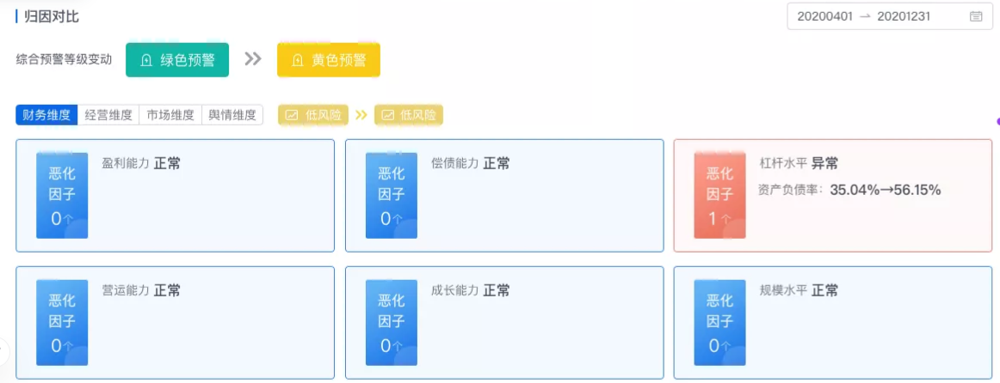 归因对比
20200401 → 20201231
综合预警等级变动 绿色预警 黄色预警
财务维度 经营维度 市场维度 舆情维度 低风险 低风险
恶化因子 0个
盈利能力 正常
恶化因子 0个
偿债能力 正常
恶化因子 1个
杠杆水平 异常
资产负债率：35.04%→56.15%
恶化因子 0个
营运能力 正常
恶化因子 0个
成长能力 正常
恶化因子 0个
规模水平 正常